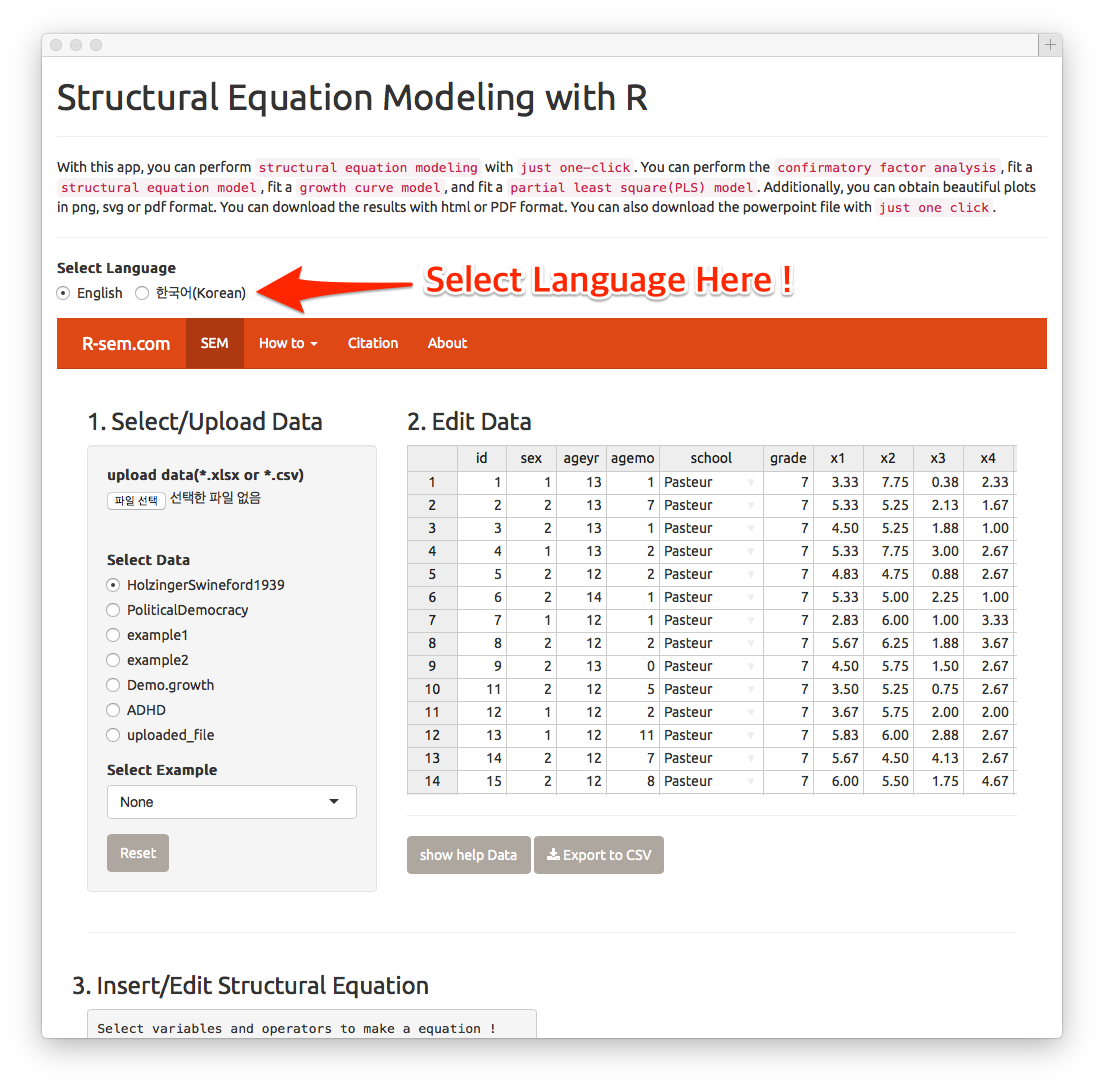 Structural Equation Modeling with R
With this app, you can perform structural equation modeling with just one-click. You can perform the confirmatory factor analysis, fit a
structural equation model, fit a growth curve model, and fit a partial least square(PLS) model. Additionally, you can obtain beautiful plots
in png, svg or pdf format. You can download the results with html or PDF format. You can also download the powerpoint file with just one click.
Select Language
English 한국어(Korean)
Select Language Here !
R-sem.com SEM How to Citation About
1. Select/Upload Data
upload data(*.xlsx or *.csv)
파일 선택 선택한 파일 없음
Select Data
HolzingerSwineford1939
PoliticalDemocracy
example1
example2
Demo.growth
ADHD
uploaded_file
Select Example
None
Reset
2. Edit Data
id sex ageyr agemo school grade x1 x2 x3 x4
1 1 1 13 1 Pasteur 7 3.33 7.75 0.38 2.33
2 2 2 13 7 Pasteur 7 5.33 5.25 2.13 1.67
3 3 2 13 1 Pasteur 7 4.50 5.25 1.88 1.00
4 4 1 13 2 Pasteur 7 5.33 7.75 3.00 2.67
5 5 2 12 2 Pasteur 7 4.83 4.75 0.88 2.67
6 6 2 14 1 Pasteur 7 5.33 5.00 2.25 1.00
7 7 1 12 1 Pasteur 7 2.83 6.00 1.00 3.33
8 8 2 12 2 Pasteur 7 5.67 6.25 1.88 3.67
9 9 2 13 0 Pasteur 7 4.50 5.75 1.50 2.67
10 11 2 12 5 Pasteur 7 3.50 5.25 0.75 2.67
11 12 1 12 2 Pasteur 7 3.67 5.75 2.00 2.00
12 13 1 12 11 Pasteur 7 5.83 6.00 2.88 2.67
13 14 2 12 7 Pasteur 7 5.67 4.50 4.13 2.67
14 15 2 12 8 Pasteur 7 6.00 5.50 1.75 4.67
show help Data Export to CSV
3. Insert/Edit Structural Equation
Select variables and operators to make a equation !